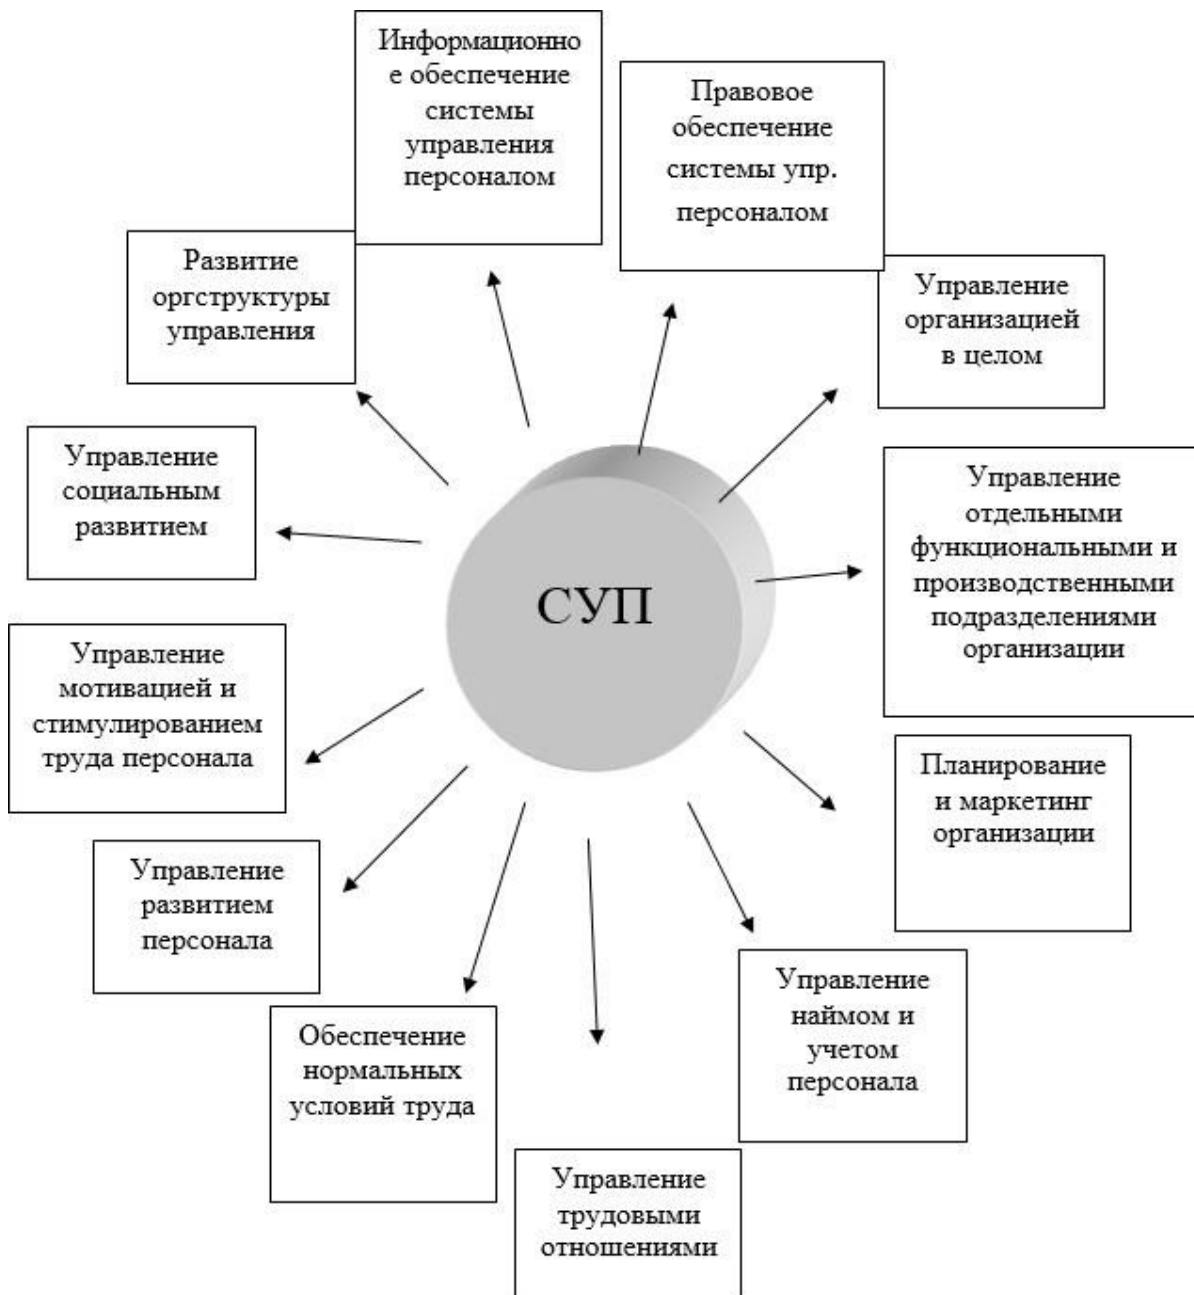 Информационно
е обеспечение
системы
управления
персоналом
Правовое
обеспечение
системы упр.
персоналом
Развитие
оргструктуры
управления
Управление
организацией
в целом
Управление
социальным
развитием
Управление
отдельными
функциональными и
производственными
подразделениями
организации
СУП
Управление
мотивацией и
стимулированием
труда персонала
Планирование
и маркетинг
организации
Управление
развитием
персонала
Управление
наймом и
учетом
персонала
Обеспечение
нормальных
условий труда
Управление
трудовыми
отношениями